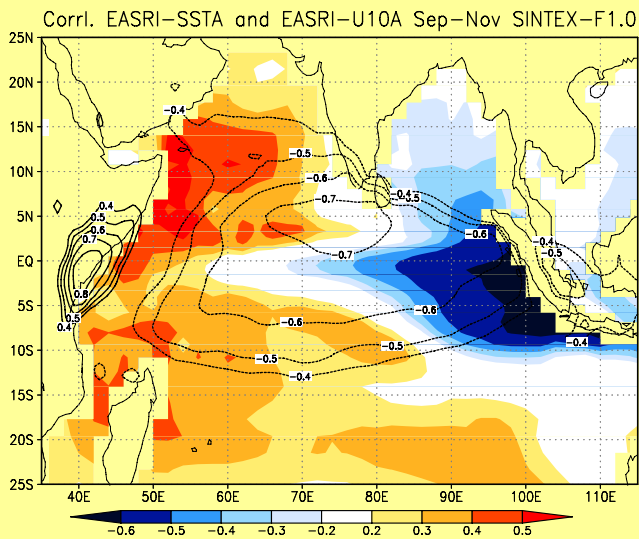 Corrl. EASRI-SSTA and EASRI-U10A Sep-Nov SINTEX-F1.0
25N
20N
15N
10N
5N
EQ
5S
10S
15S
20S
25S
-0.4
-0.5
-0.6
-0.7
-0.4
-0.5
-0.6
-0.7
0.4
0.5
0.6
0.7
0.8
0.5
0.4
-0.4
-0.5
-0.6
-0.6
-0.5
-0.5
-0.4
-0.4
40E 50E 60E 70E 80E 90E 100E 110E
-0.6 -0.5 -0.4 -0.3 -0.2 0.2 0.3 0.4 0.5